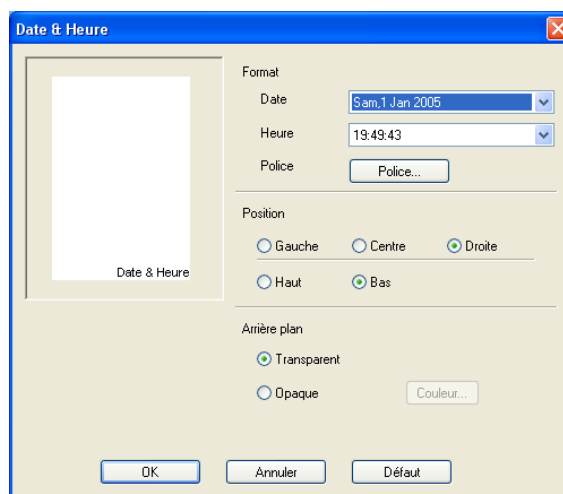 Date & Heure
Format
Date Sam,1 Jan 2005
Heure 19:49:43
Police Police...
Position
Gauche Centre Droite
Date & Heure
Haut Bas
Arrière plan
Transparent
Opaque Couleur...
OK Annuler Défaut